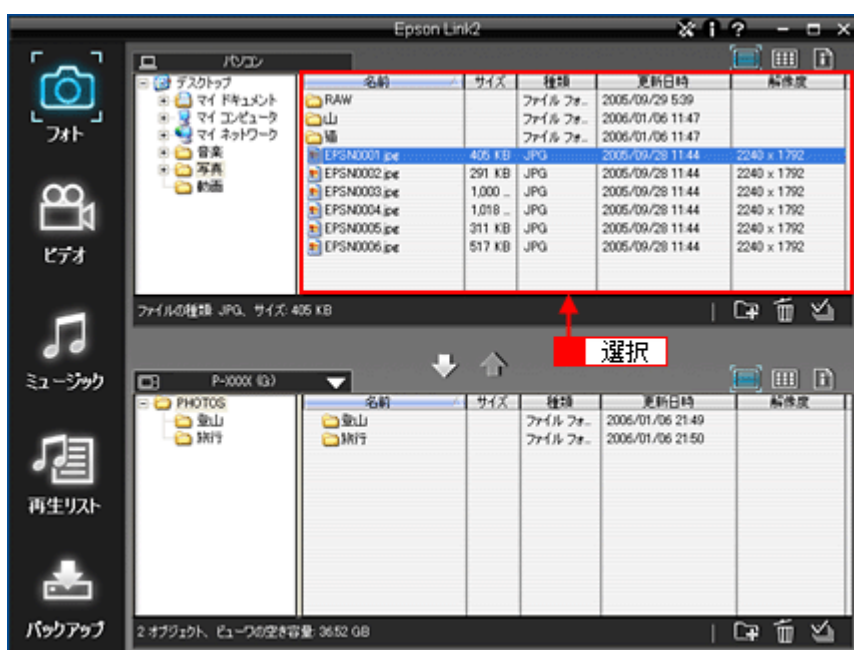 Epson Link2
フォト
ビデオ
ミュージック
再生リスト
バックアップ
パソコン
デスクトップ
マイ ドキュメント
マイ コンピュータ
マイ ネットワーク
音楽
写真
動画
名前 サイズ 種類 更新日時 解像度
RAW ファイル フォ... 2005/09/29 5:39
山 ファイル フォ... 2006/01/06 11:47
猫 ファイル フォ... 2006/01/06 11:47
EPSN0001.jpg 405 KB JPG 2005/09/28 11:44 2240 x 1792
EPSN0002.jpg 291 KB JPG 2005/09/28 11:44 2240 x 1792
EPSN0003.jpg 1,000 ... JPG 2005/09/28 11:44 2240 x 1792
EPSN0004.jpg 1,018 ... JPG 2005/09/28 11:44 2240 x 1792
EPSN0005.jpg 311 KB JPG 2005/09/28 11:44 2240 x 1792
EPSN0006.jpg 517 KB JPG 2005/09/28 11:44 2240 x 1792
ファイルの種類: JPG、サイズ: 405 KB
選択
P-XXXX (G:)
PHOTOS
登山
旅行
名前 サイズ 種類 更新日時 解像度
登山 ファイル フォ... 2006/01/06 21:49
旅行 ファイル フォ... 2006/01/06 21:50
2 オブジェクト、ビューワの空き容量: 36.52 GB